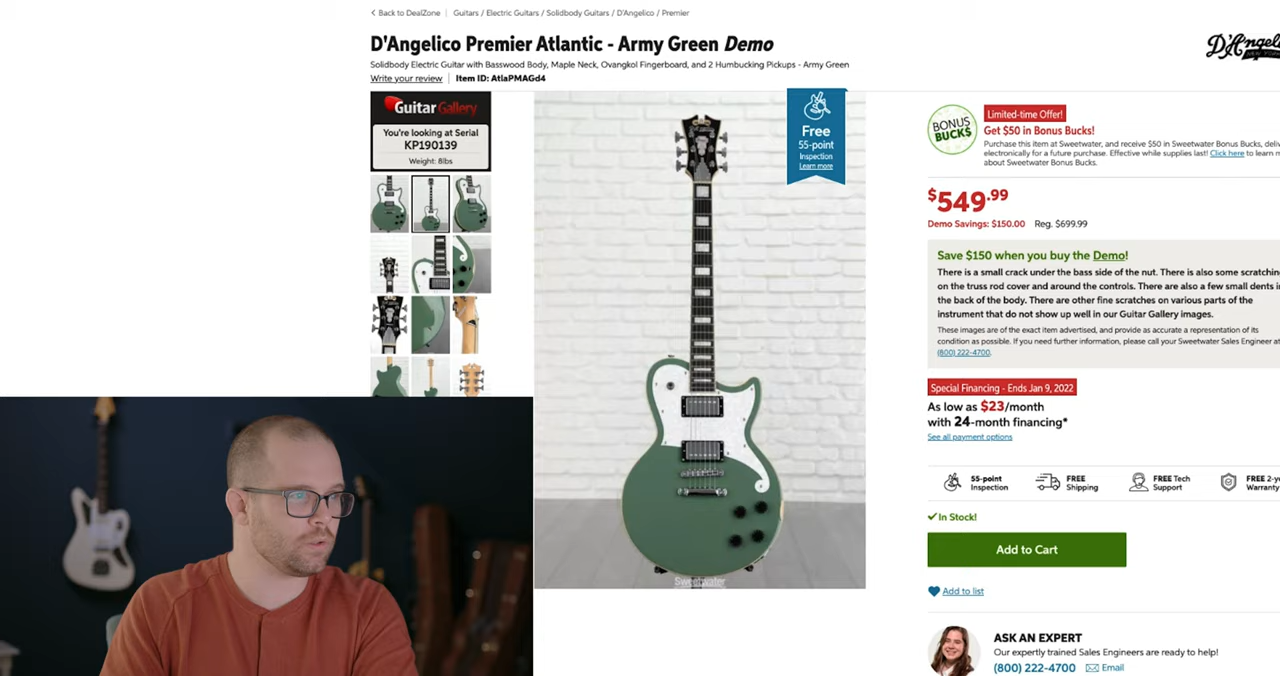 Back to DealZone
Guitars / Electric Guitars / Solidbody Guitars / D'Angelico / Premier
D'Angelico Premier Atlantic - Army Green Demo
Solidbody Electric Guitar with Basswood Body, Maple Neck, Ovangkol Fingerboard, and 2 Humbucking Pickups - Army Green
Write your review
Item ID: AtlaPMAGd4
Guitar Gallery
You're looking at Serial
KP190139
Weight: 8lbs
Free
55-point
Inspection
Learn more
Sweetwater
BONUS
BUCKS
Limited-time Offer!
Get $50 in Bonus Bucks!
Purchase this item at Sweetwater, and receive $50 in Sweetwater Bonus Bucks,
electronically for a future purchase. Effective while supplies last! Click here to learn
about Sweetwater Bonus Bucks.
$549.99
Demo Savings: $150.00 Reg. $699.99
Save $150 when you buy the Demo!
There is a small crack under the bass side of the nut. There is also some
on the truss rod cover and around the controls. There are also a few small dents
the back of the body. There are other fine scratches on various parts of the
instrument that do not show up well in our Guitar Gallery images.
These images are of the exact item advertised, and provide as accurate a representation of its
condition as possible. If you need further information, please call your Sweetwater Sales Engineer at
(800) 222-4700.
Special Financing - Ends Jan 9, 2022
As low as $23/month
with 24-month financing*
See all payment options
55-point
Inspection
FREE
Shipping
FREE Tech
Support
FREE
Warranty
In Stock!
Add to Cart
Add to list
ASK AN EXPERT
Our expertly trained Sales Engineers are ready to help!
(800) 222-4700
Email